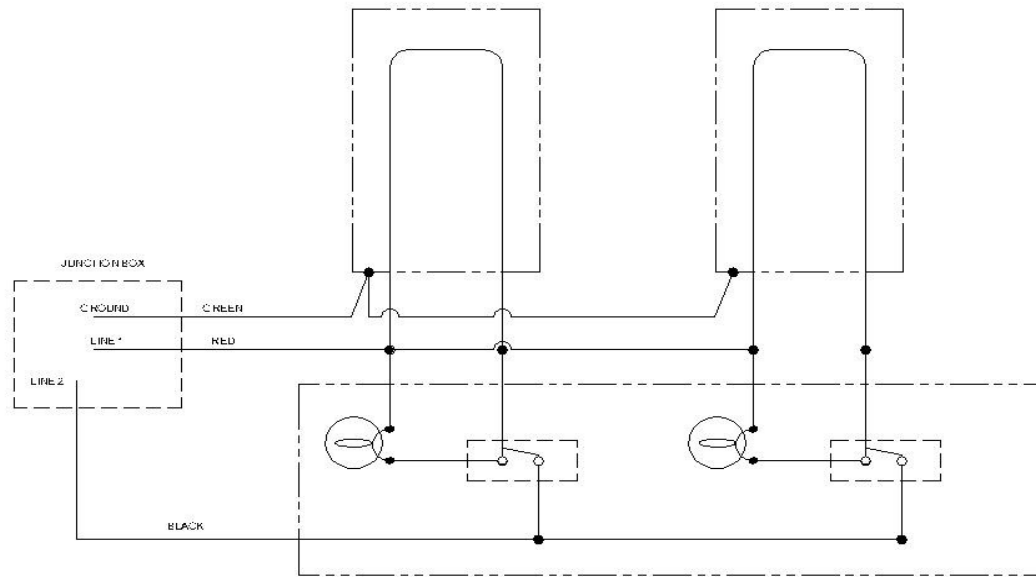 JUNCTION BOX
GROUND GREEN
LINE 1 RED
LINE 2
BLACK